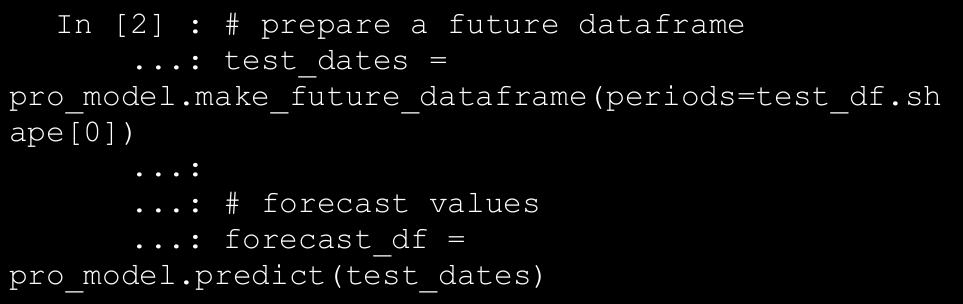 In [2] : # prepare a future dataframe
...: test_dates =
pro_model.make_future_dataframe(periods=test_df.sh
ape[0])
...:
...: # forecast values
...: forecast_df =
pro_model.predict(test_dates)